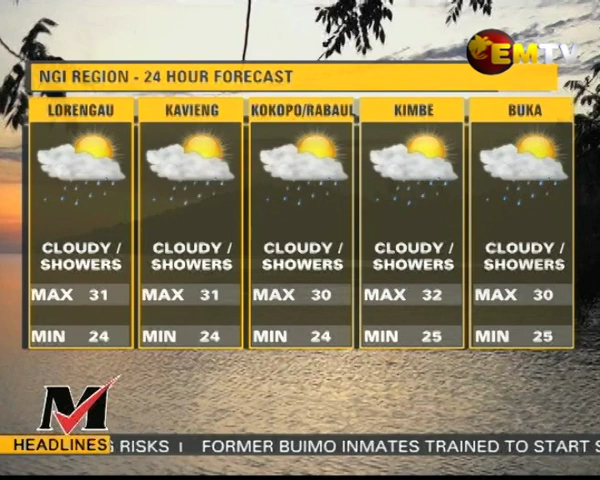 EMTV
NGI REGION - 24 HOUR FORECAST
LORENGAU
CLOUDY /
SHOWERS
MAX 31
MIN 24
KAVIENG
CLOUDY /
SHOWERS
MAX 31
MIN 24
KOKOPO/RABAUL
CLOUDY /
SHOWERS
MAX 30
MIN 24
KIMBE
CLOUDY /
SHOWERS
MAX 32
MIN 25
BUKA
CLOUDY /
SHOWERS
MAX 30
MIN 25
M
HEADLINES G RISKS I FORMER BUIMO INMATES TRAINED TO START S